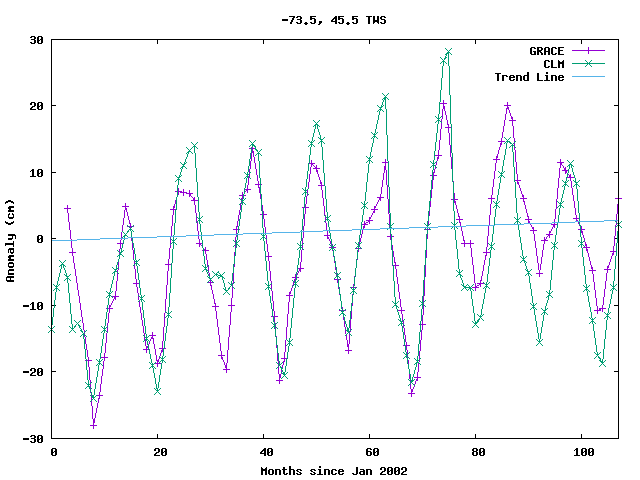 -73.5, 45.5 TWS
30
GRACE
CLM
Trend Line
20
10
0
-10
-20
-30
Anomaly (cm)
0 20 40 60 80 100
Months since Jan 2002